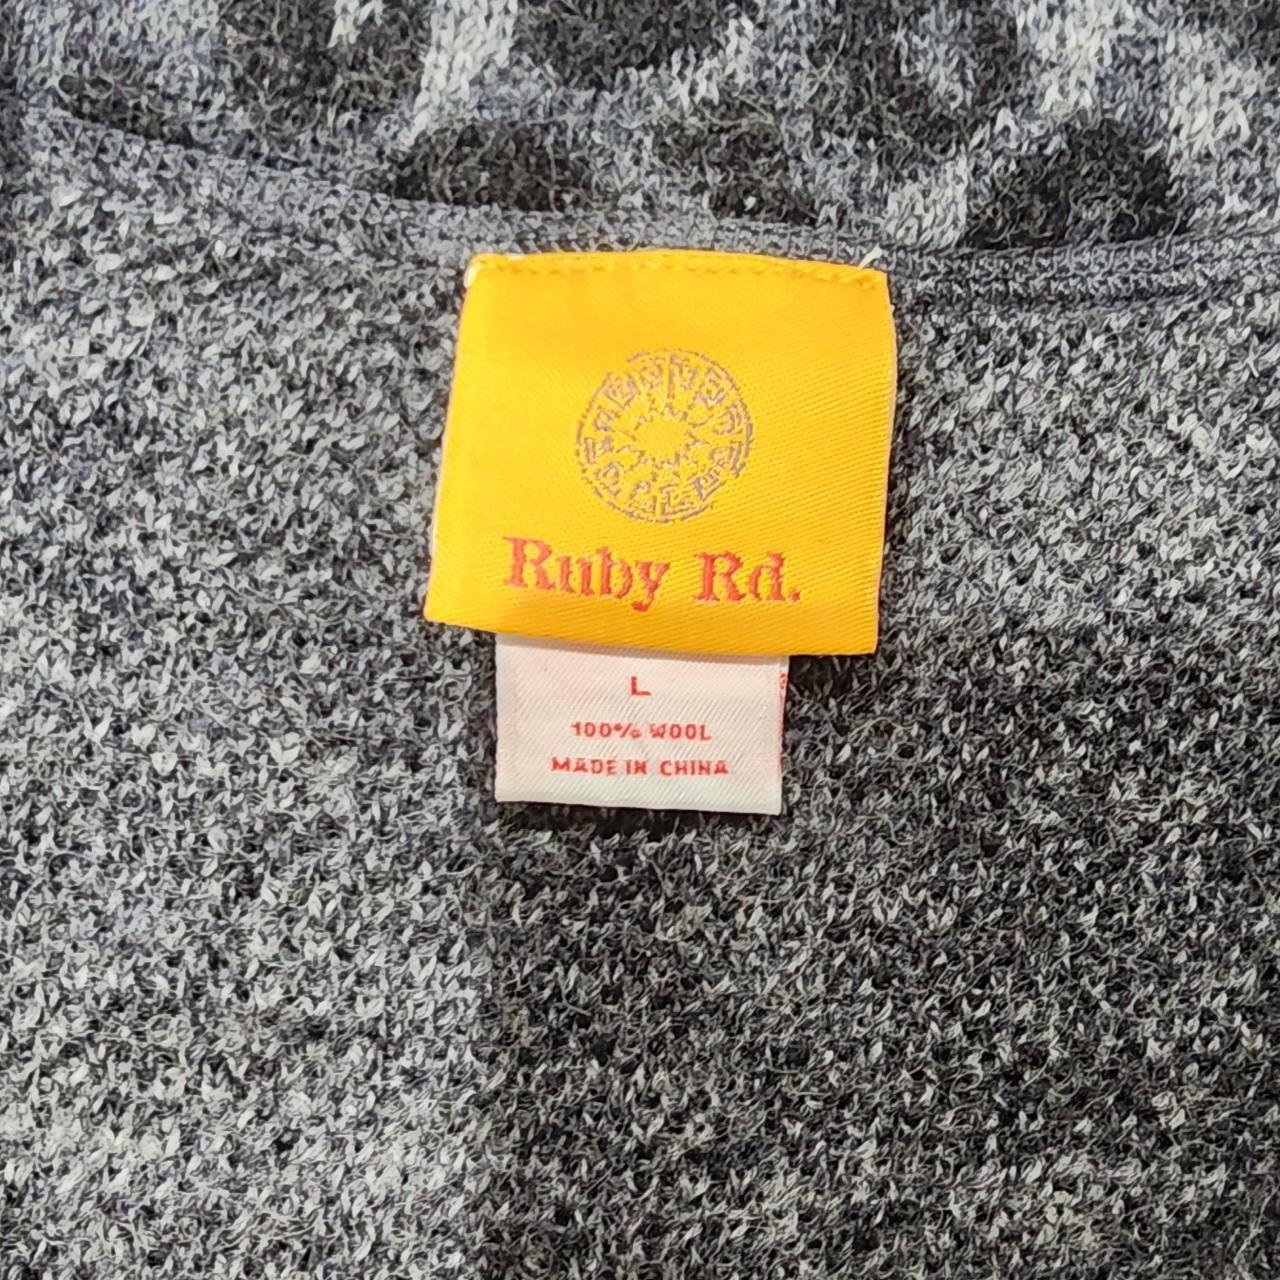 Ruby Rd.
L
100% WOOL
MADE IN CHINA